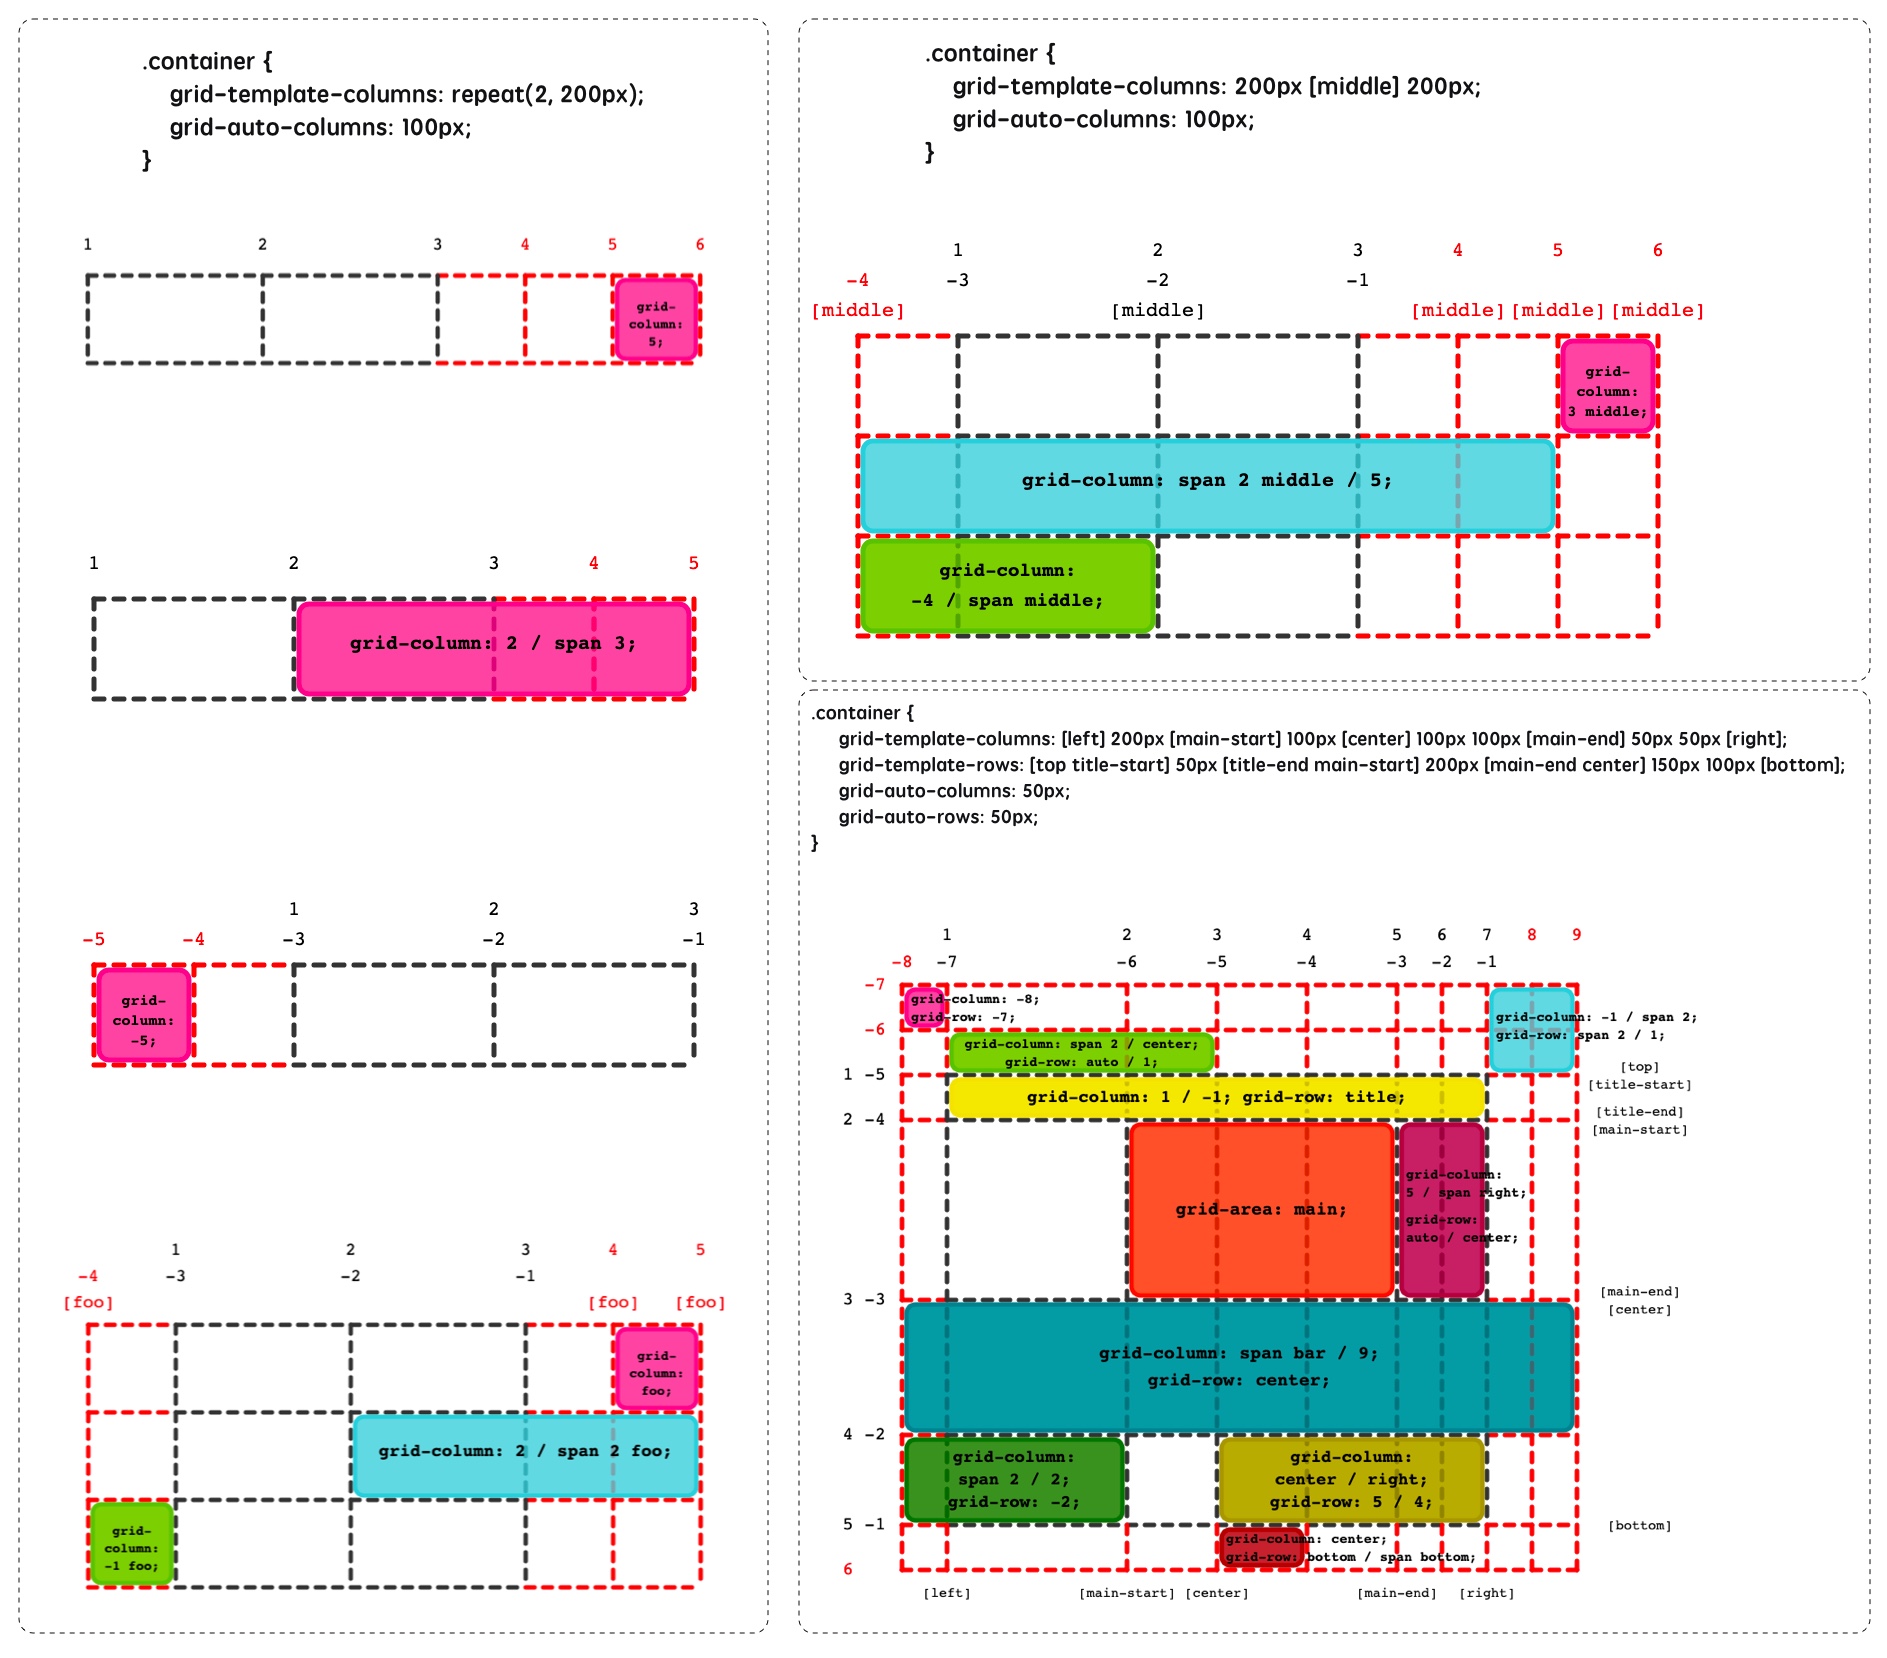 .container {
grid-template-columns: repeat(2, 200px);
grid-auto-columns: 100px;
}
1 2 3 4 5 6
grid-
column:
5;
1 2 3 4 5
grid-column: 2 / span 3;
1 2 3
-5 -4 -3 -2 -1
grid-
column:
-5;
1 2 3 4 5
-4 -3 -2 -1
[foo] [foo] [foo]
grid-
column:
foo;
grid-column: 2 / span 2 foo;
grid-
column:
-1 foo;
.container {
grid-template-columns: 200px [middle] 200px;
grid-auto-columns: 100px;
}
1 2 3 4 5 6
-4 -3 -2 -1
[middle] [middle] [middle] [middle] [middle]
grid-
column:
3 middle;
grid-column: span 2 middle / 5;
grid-column:
-4 / span middle;
.container {
grid-template-columns: [left] 200px [main-start] 100px [center] 100px 100px [main-end] 50px 50px [right];
grid-template-rows: [top title-start] 50px [title-end main-start] 200px [main-end center] 150px 100px [bottom];
grid-auto-columns: 50px;
grid-auto-rows: 50px;
}
1 2 3 4 5 6 7 8 9
-8 -7 -6 -5 -4 -3 -2 -1
-7
grid-column: -8;
grid-row: -7;
grid-column: -1 / span 2;
grid-row: span 2 / 1;
-6
grid-column: span 2 / center;
grid-row: auto / 1;
1 -5
[top]
[title-start]
grid-column: 1 / -1; grid-row: title;
2 -4
[title-end]
[main-start]
grid-area: main;
grid-column:
5 / span right;
grid-row:
auto / center;
3 -3
[main-end]
[center]
grid-column: span bar / 9;
grid-row: center;
4 -2
grid-column:
span 2 / 2;
grid-row: -2;
grid-column:
center / right;
grid-row: 5 / 4;
5 -1
[bottom]
grid-column: center;
grid-row: bottom / span bottom;
6
[left] [main-start] [center] [main-end] [right]